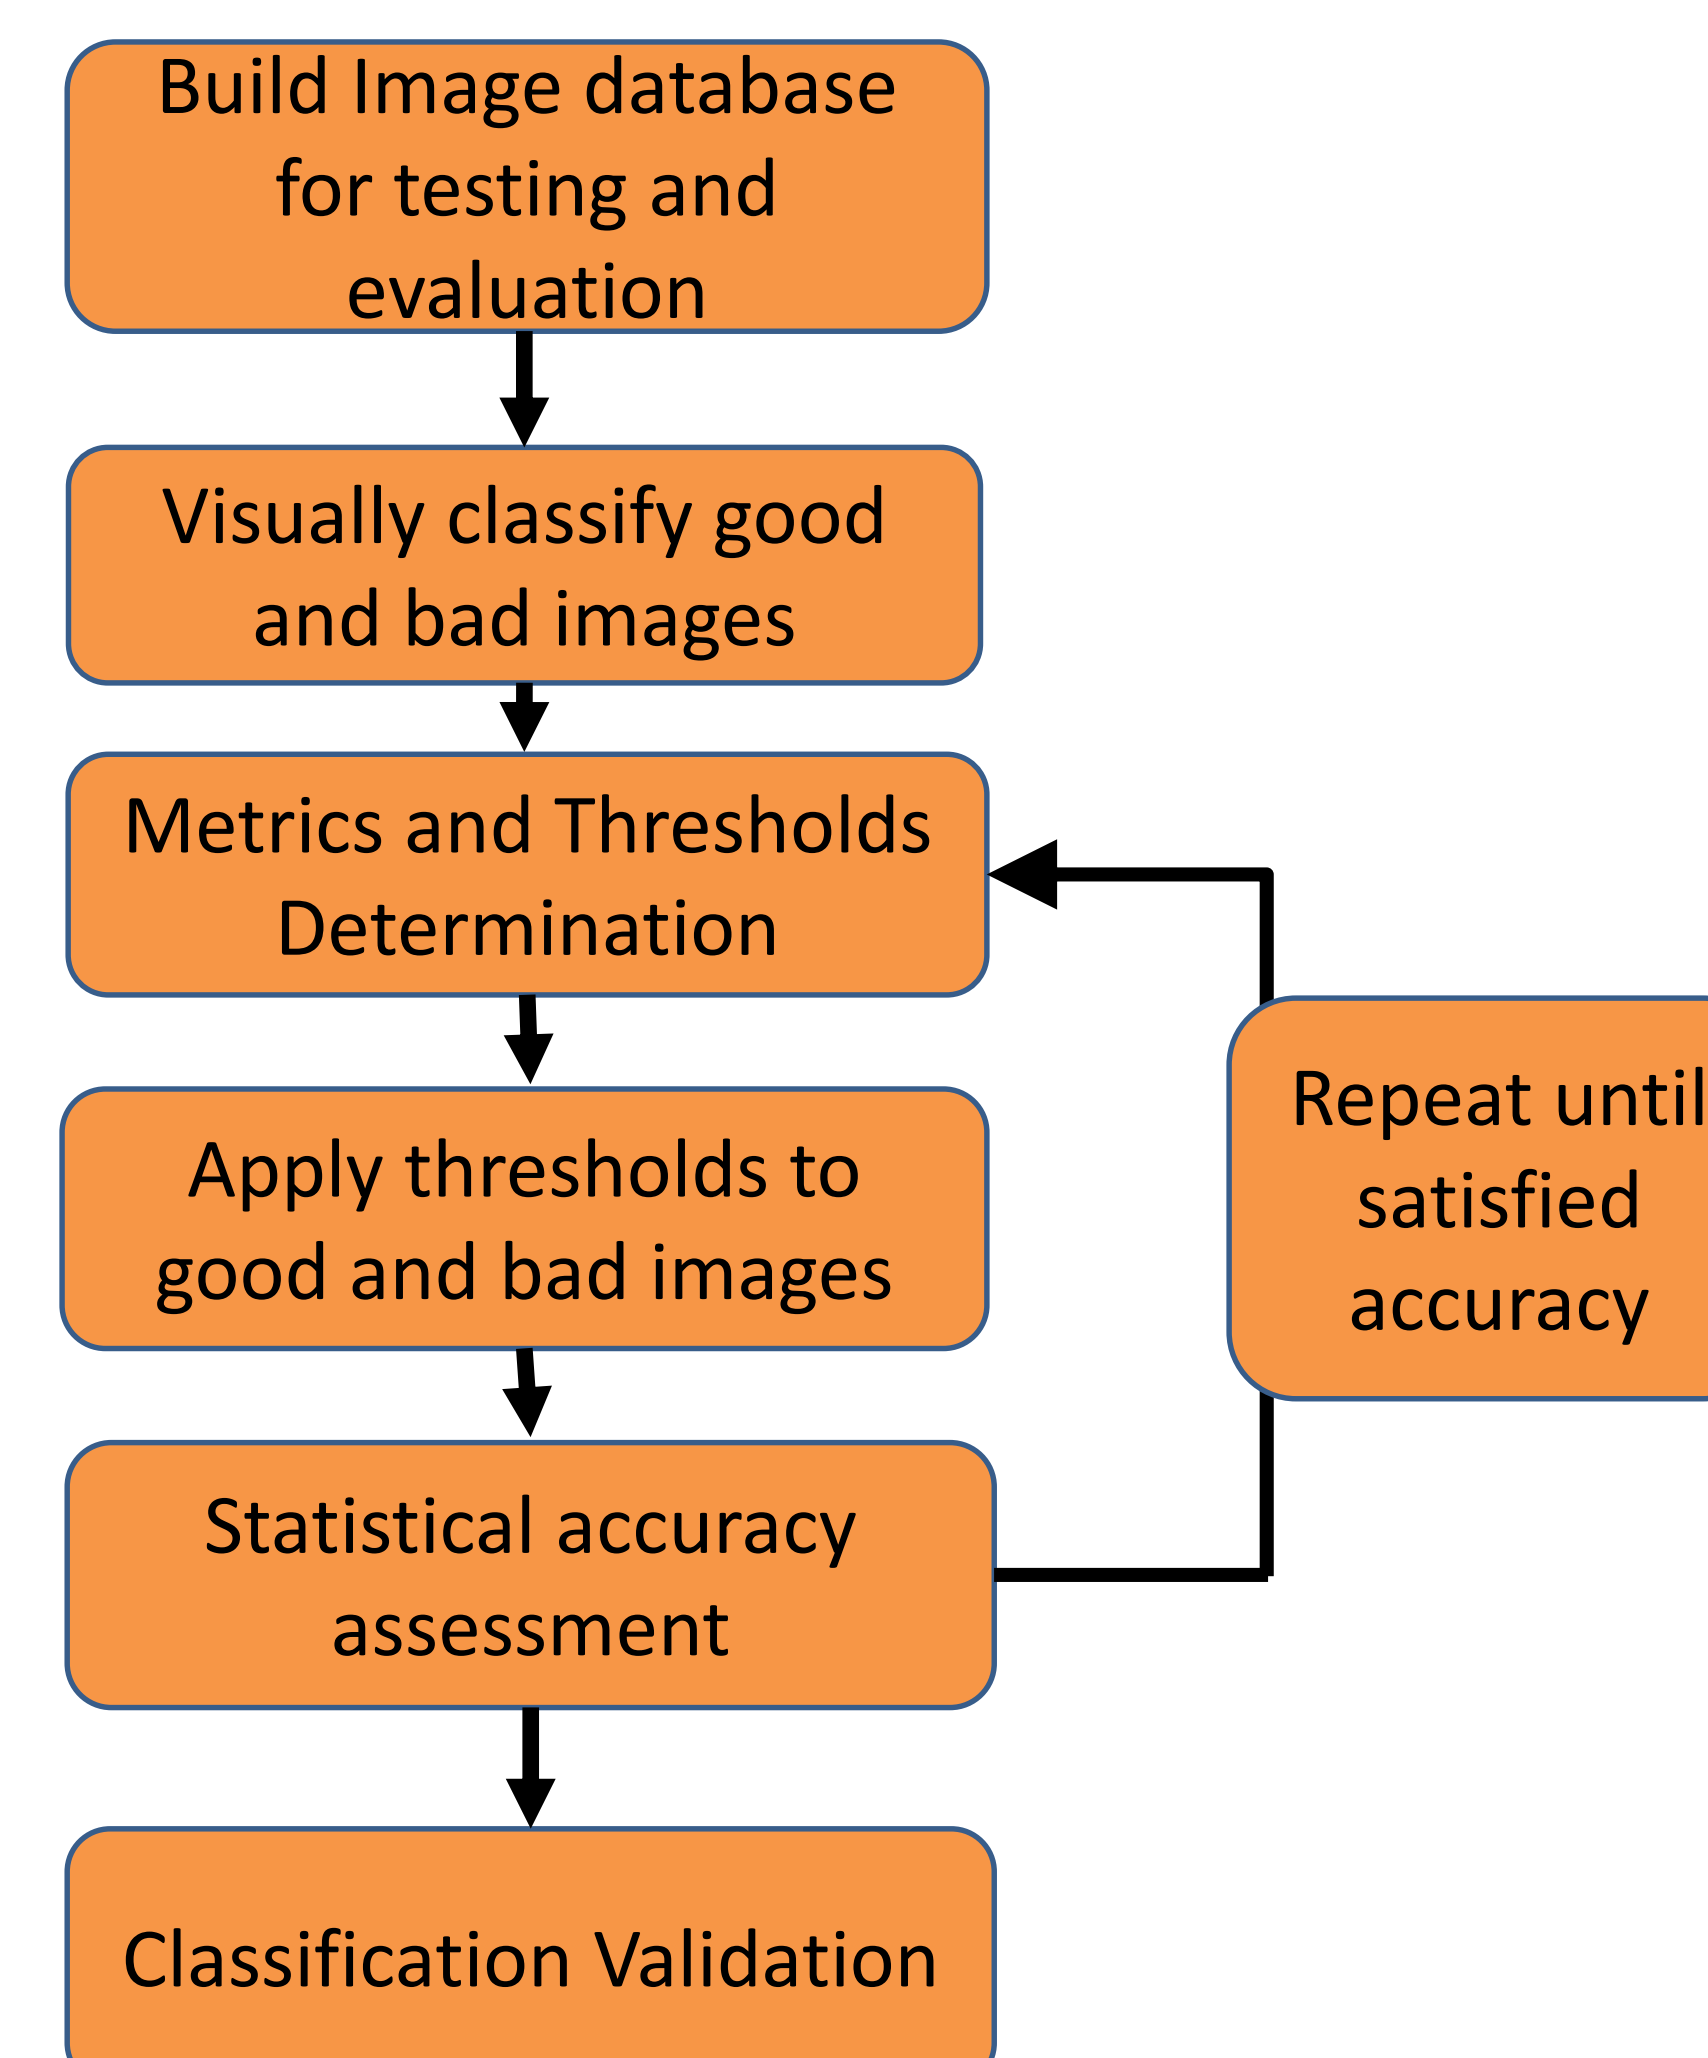 Build Image database
for testing and
evaluation
Visually classify good
and bad images
Metrics and Thresholds
Determination
Apply thresholds to
good and bad images
Repeat until
satisfied
accuracy
Statistical accuracy
assessment
Classification Validation